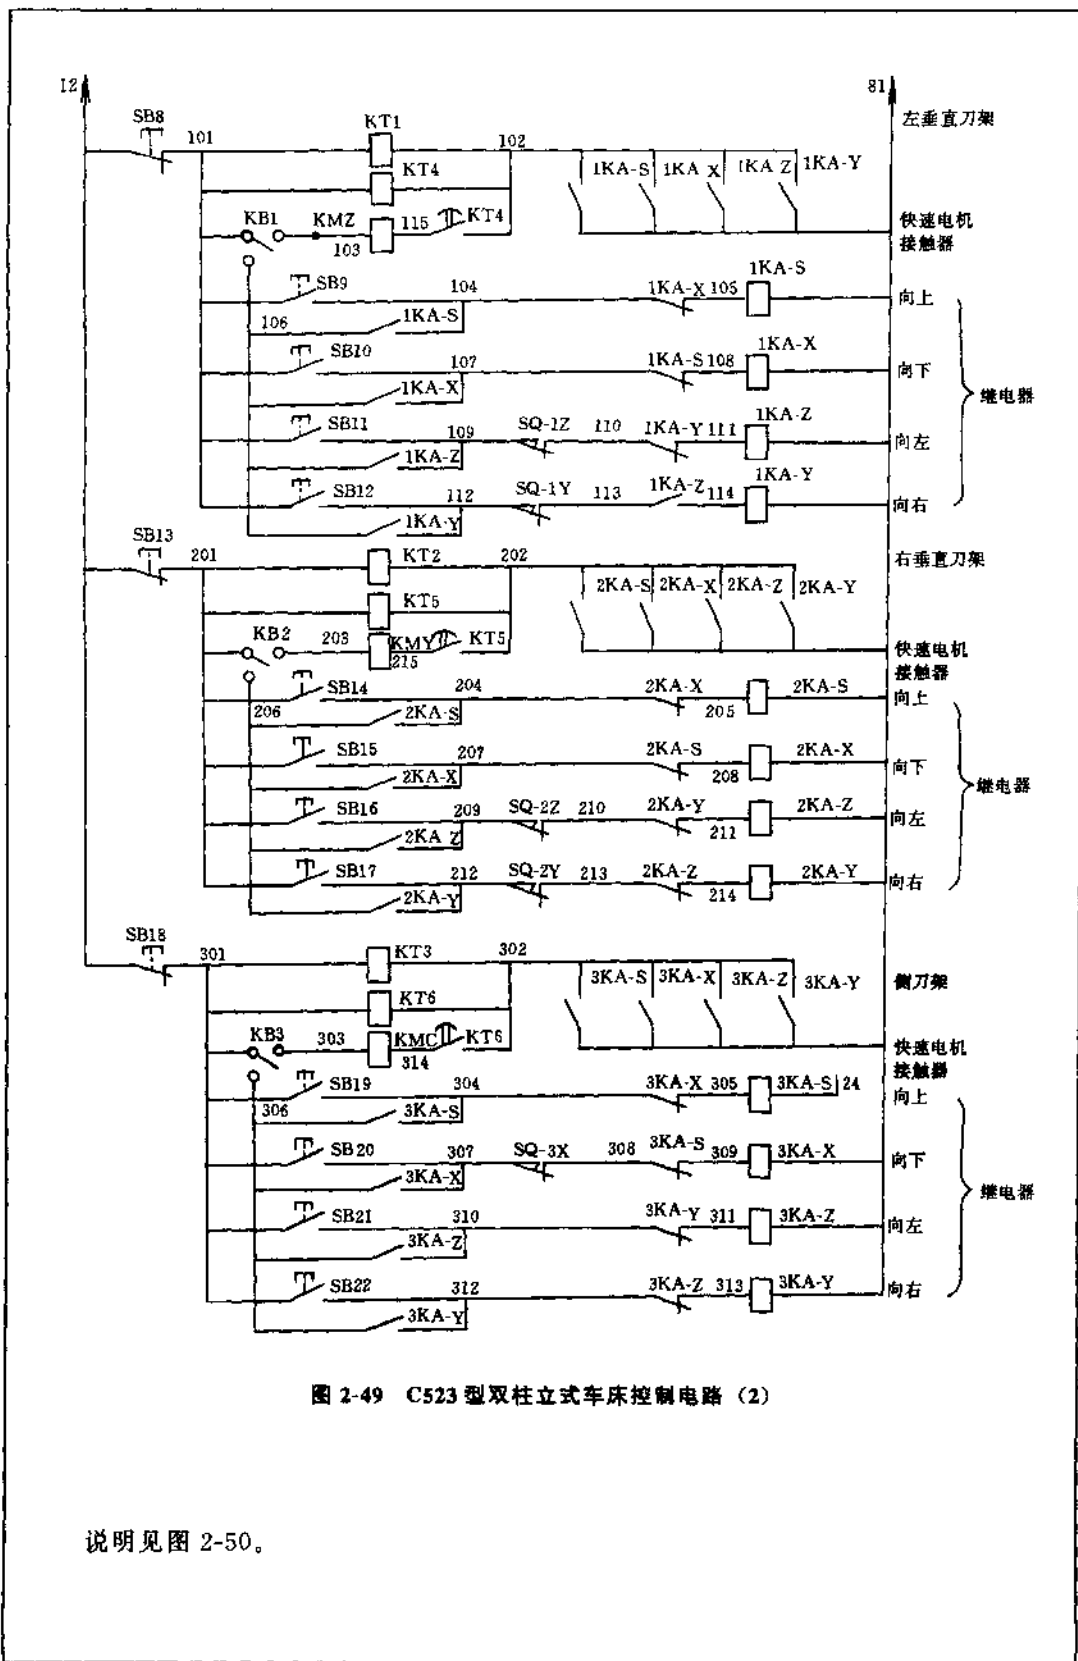 12
81
SB8
101
KT1
102
左垂直刀架
1KA-S
1KA X
1KA Z
1KA-Y
KT4
KB1
KMZ
103
115
KT4
快速电机
接触器
SB9
104
1KA-X
105
1KA-S
向上
106
1KA-S
SB10
107
1KA-S
108
1KA-X
向下
1KA-X
继电器
SB11
109
SQ-1Z
110
1KA-Y
111
1KA-Z
向左
1KA-Z
SB12
112
SQ-1Y
113
1KA-Z
114
1KA-Y
向右
1KA-Y
SB13
201
KT2
202
右垂直刀架
2KA-S
2KA-X
2KA-Z
2KA-Y
KT5
KB2
203
KMY
215
KT5
快速电机
接触器
SB14
204
2KA-X
205
2KA-S
向上
206
2KA-S
SB15
207
2KA-S
208
2KA-X
向下
2KA-X
继电器
SB16
209
SQ-2Z
210
2KA-Y
211
2KA-Z
向左
2KA Z
SB17
212
SQ-2Y
213
2KA-Z
214
2KA-Y
向右
2KA-Y
SB18
301
KT3
302
侧刀架
3KA-S
3KA-X
3KA-Z
3KA-Y
KT6
KB3
303
KMC
314
KT6
快速电机
接触器
SB19
304
3KA-X
305
3KA-S
24
向上
306
3KA-S
SB20
307
SQ-3X
308
3KA-S
309
3KA-X
向下
3KA-X
继电器
SB21
310
3KA-Y
311
3KA-Z
向左
3KA-Z
SB22
312
3KA-Z
313
3KA-Y
向右
3KA-Y
图 2-49 C523 型双柱立式车床控制电路（2）
说明见图 2-50。